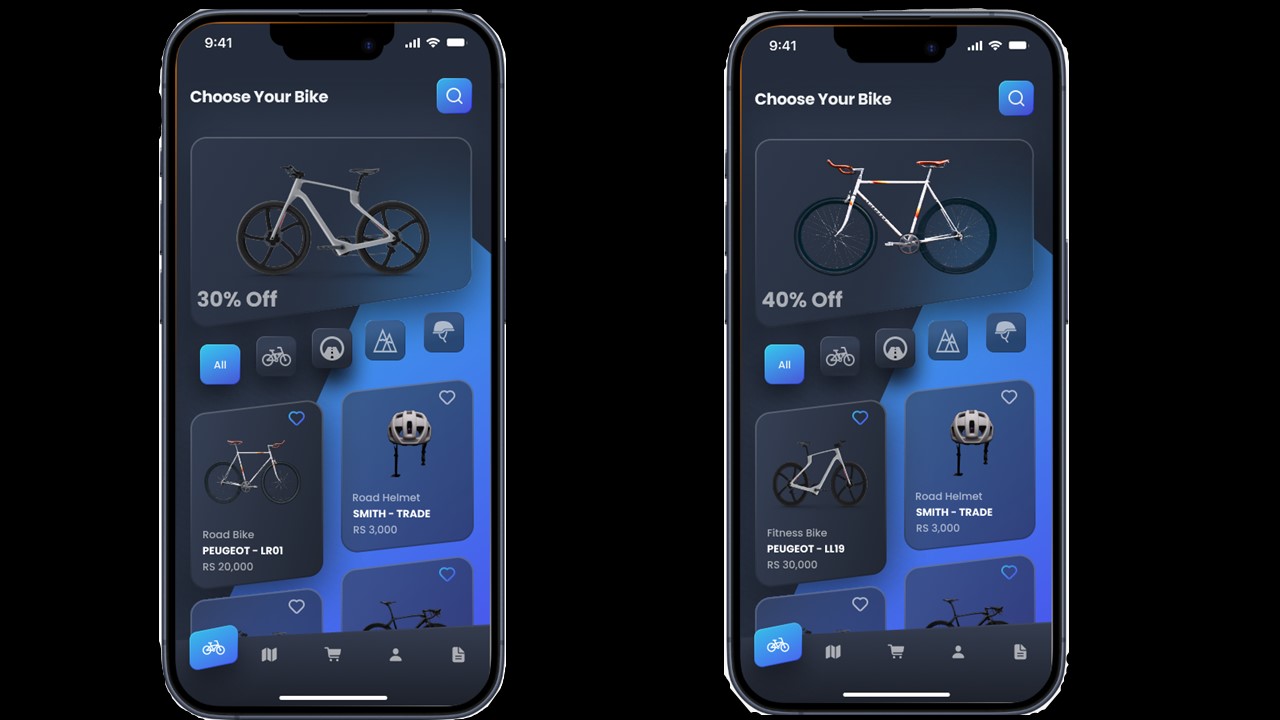 9:41
Choose Your Bike
30% Off
All
Road Bike
PEUGEOT - LR01
RS 20,000
Road Helmet
SMITH - TRADE
RS 3,000
9:41
Choose Your Bike
40% Off
All
Fitness Bike
PEUGEOT - LL19
RS 30,000
Road Helmet
SMITH - TRADE
RS 3,000